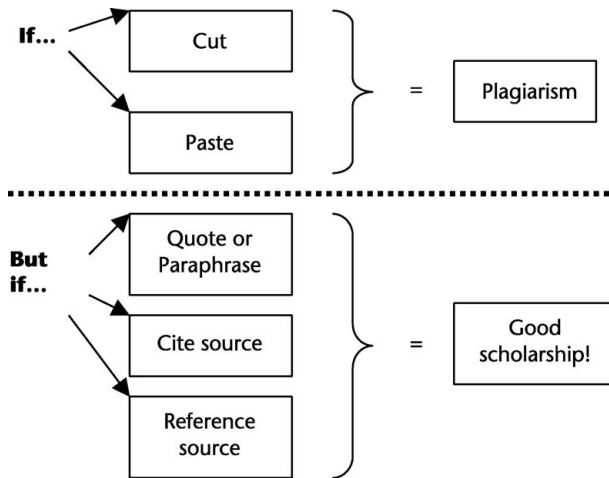 If...
Cut
Paste
=
Plagiarism
But
if...
Quote or
Paraphrase
Cite source
Reference
source
=
Good
scholarship!